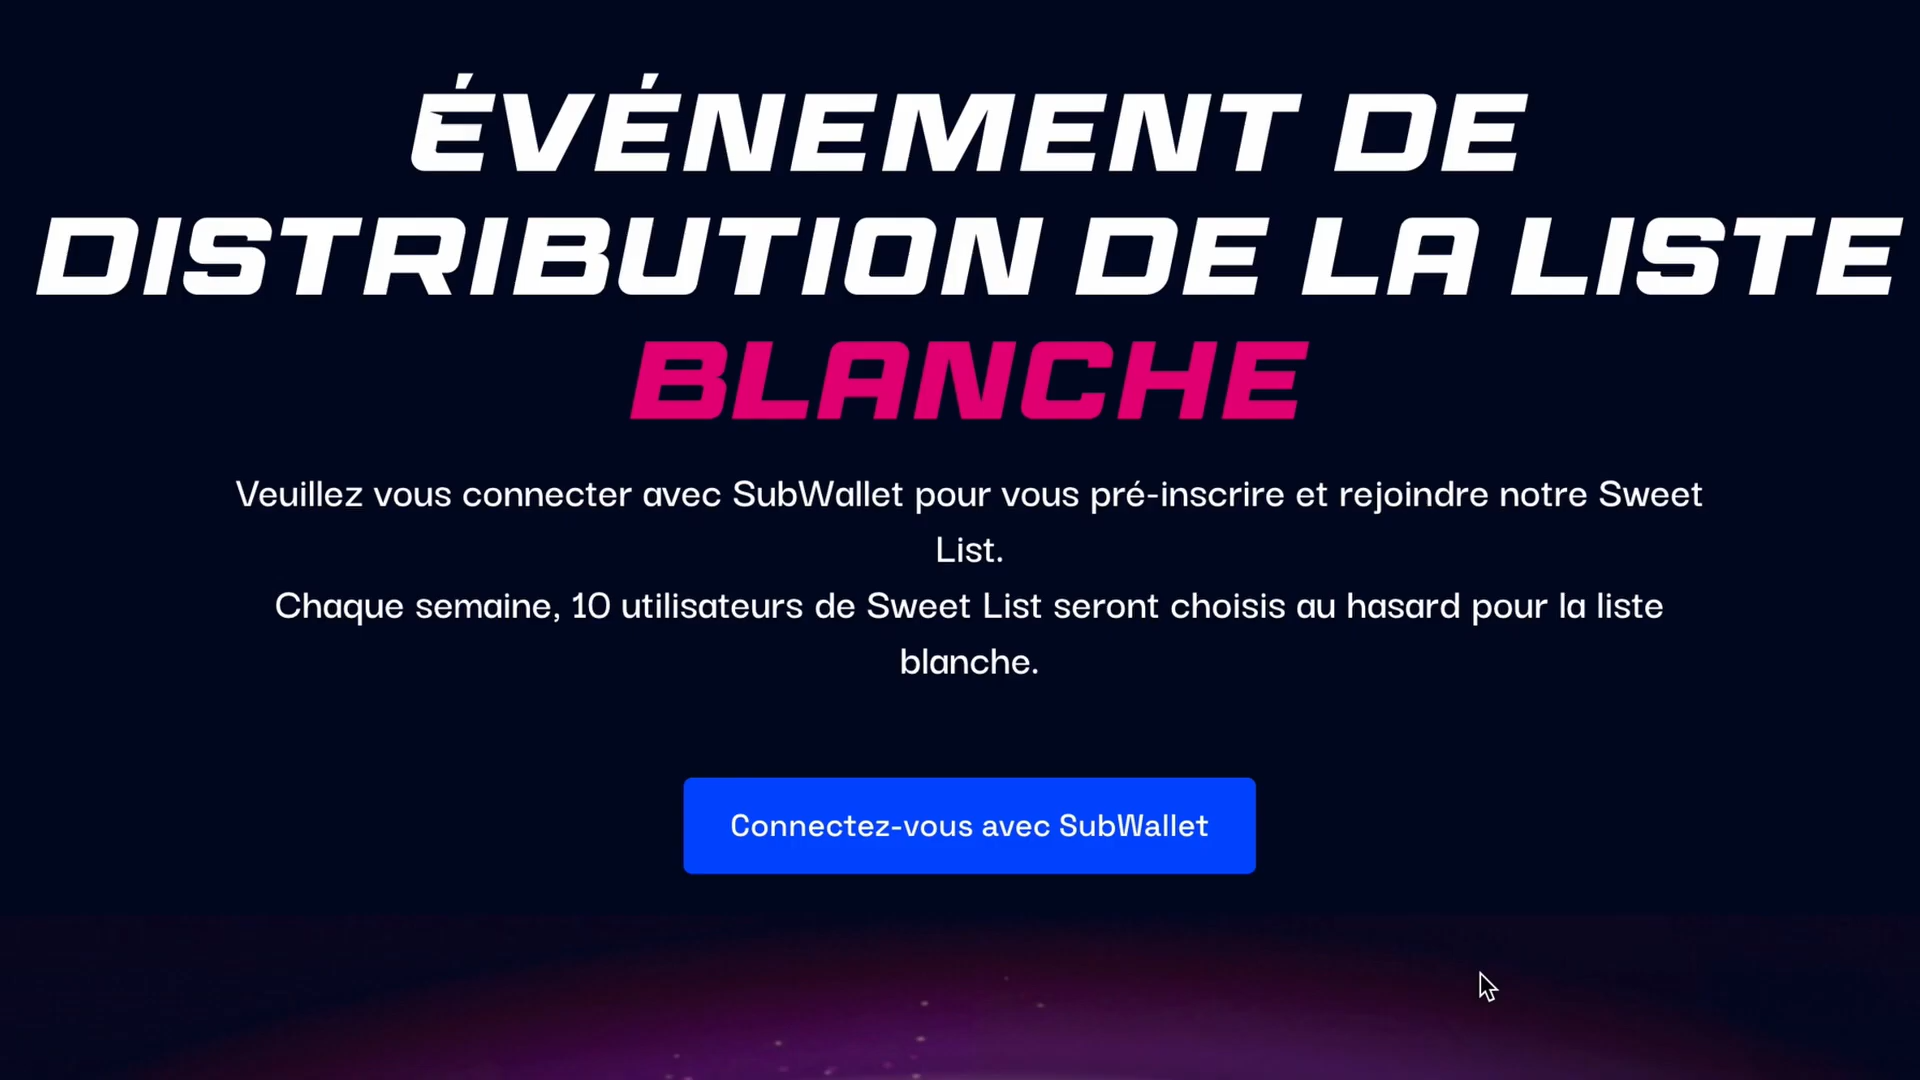 ÉVÉNEMENT DE
DISTRIBUTION DE LA LISTE
BLANCHE
Veuillez vous connecter avec SubWallet pour vous pré-inscrire et rejoindre notre Sweet
List.
Chaque semaine, 10 utilisateurs de Sweet List seront choisis au hasard pour la liste
blanche.
Connectez-vous avec SubWallet